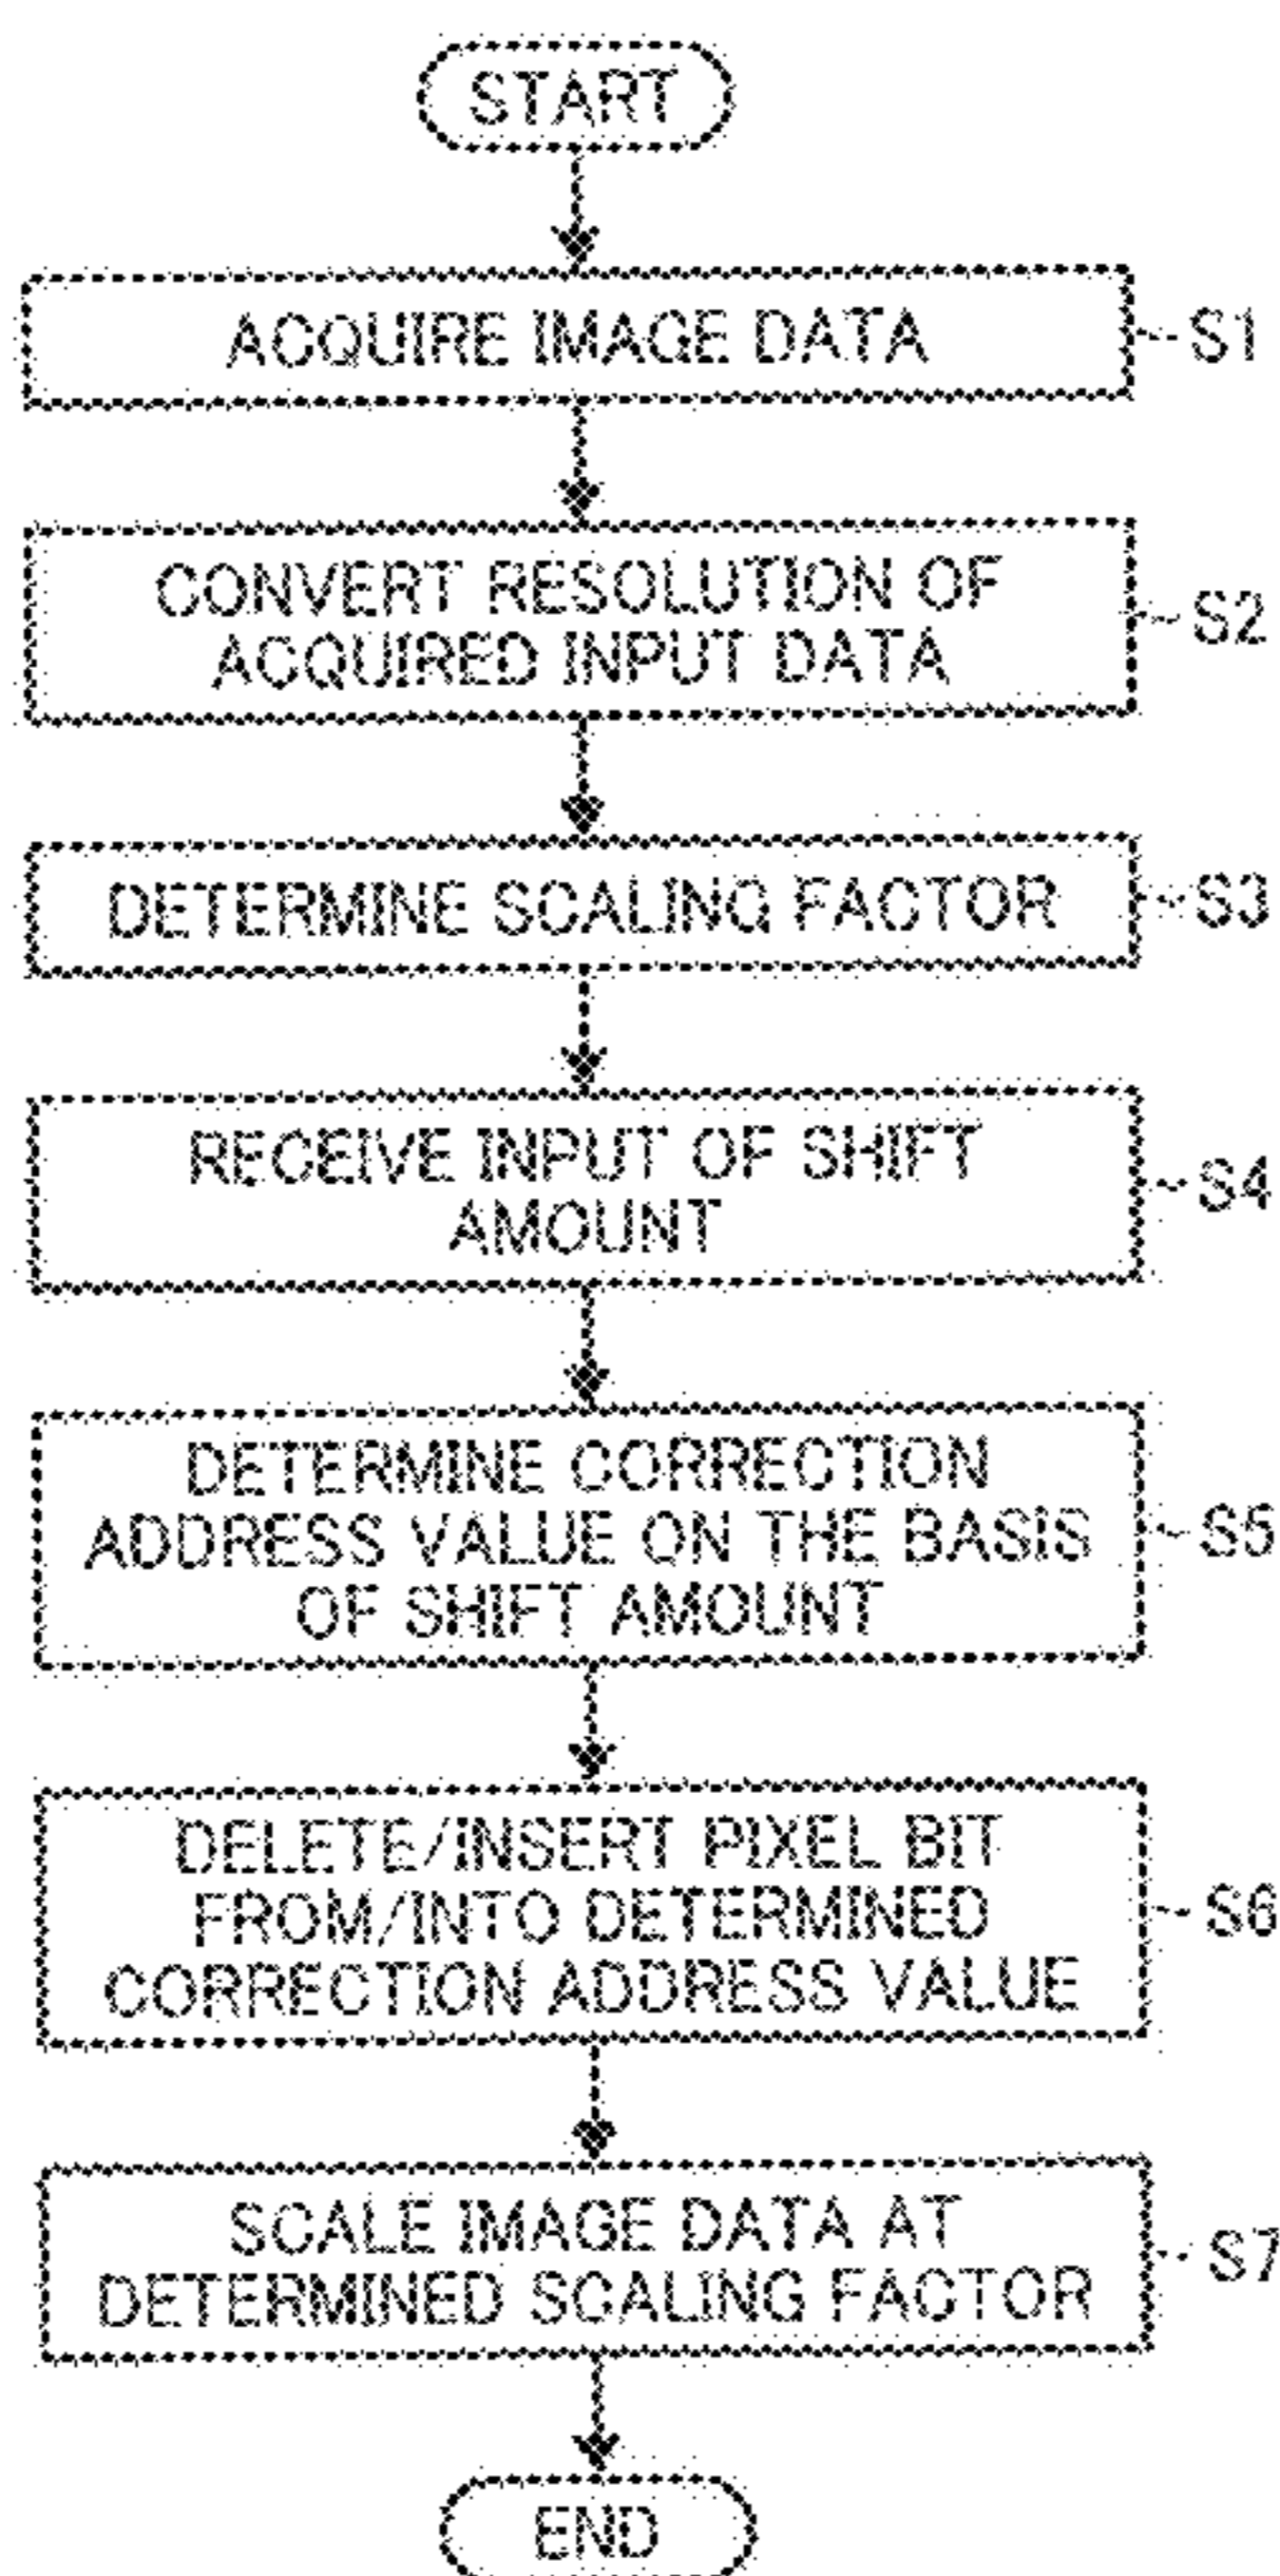 START
ACQUIRE IMAGE DATA
S1
CONVERT RESOLUTION OF
ACQUIRED INPUT DATA
S2
DETERMINE SCALING FACTOR
S3
RECEIVE INPUT OF SHIFT
AMOUNT
S4
DETERMINE CORRECTION
ADDRESS VALUE ON THE BASIS
OF SHIFT AMOUNT
S5
DELETE/INSERT PIXEL BIT
FROM/INTO DETERMINED
CORRECTION ADDRESS VALUE
S6
SCALE IMAGE DATA AT
DETERMINED SCALING FACTOR
S7
END